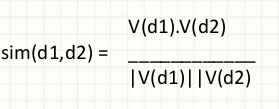 V(d1).V(d2)
sim(d1,d2) = ____________
|V(d1)||V(d2)